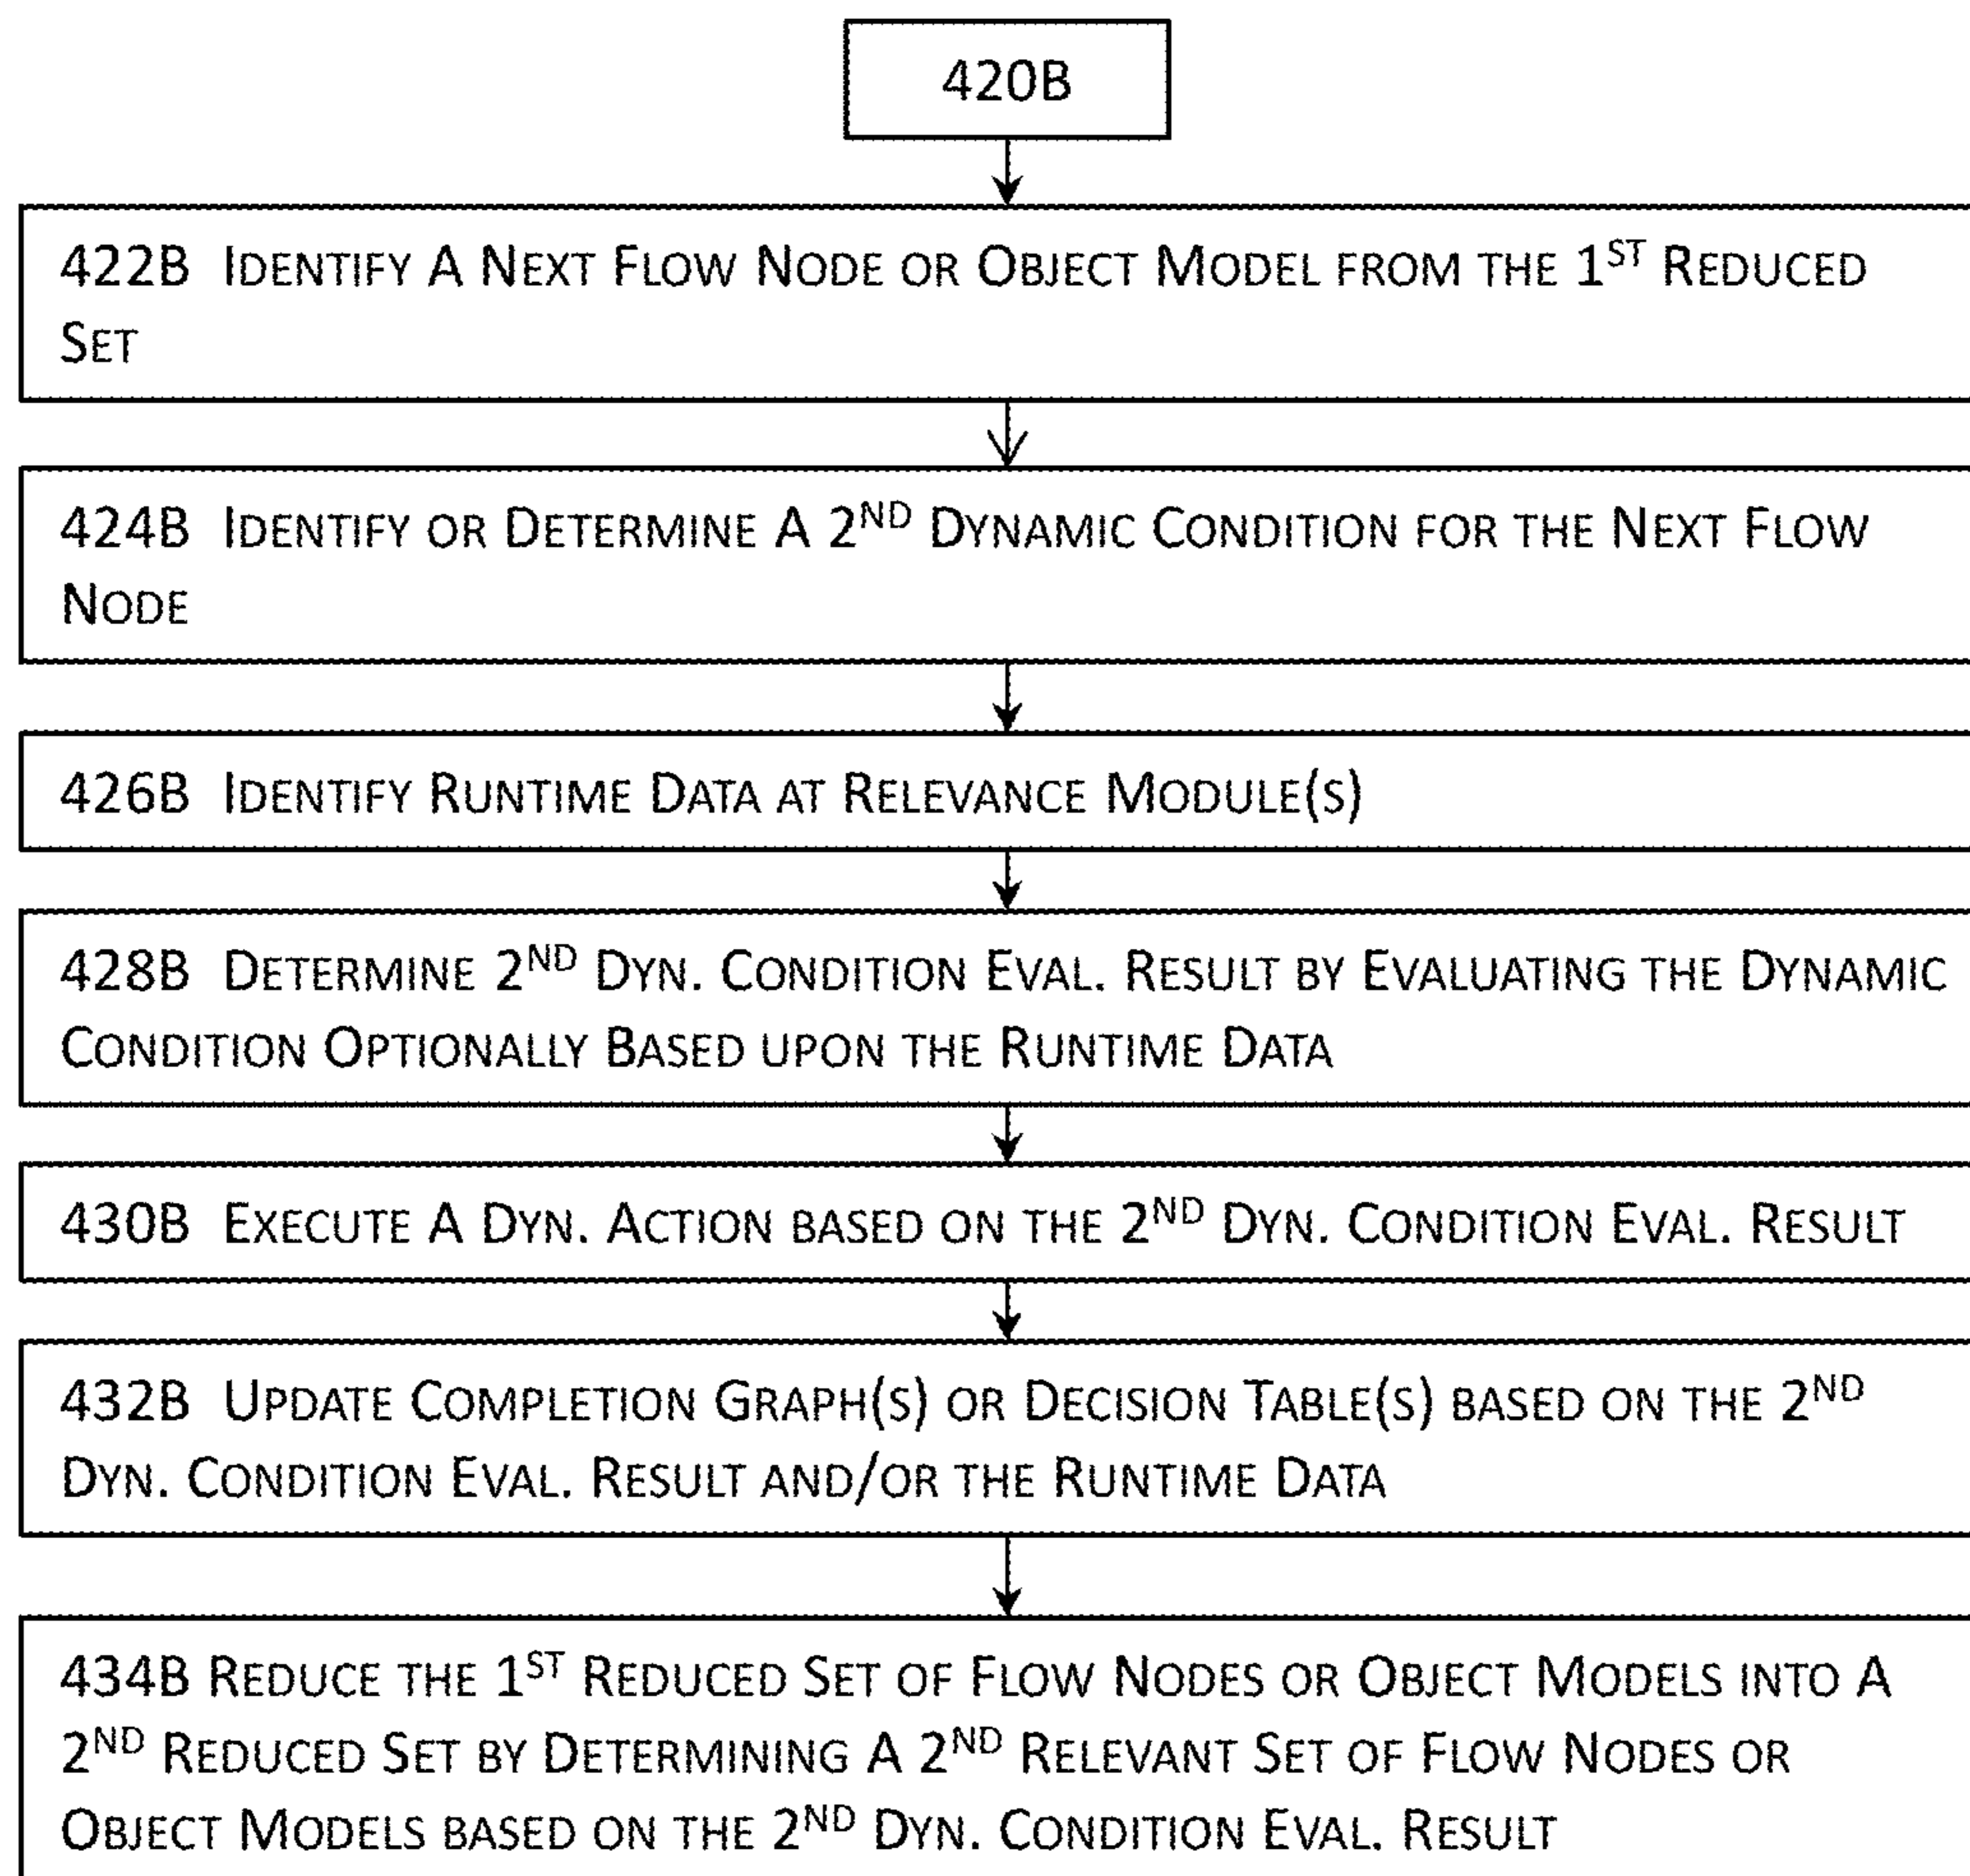 420B
422B IDENTIFY A NEXT FLOW NODE OR OBJECT MODEL FROM THE 1ST REDUCED
SET
424B IDENTIFY OR DETERMINE A 2ND DYNAMIC CONDITION FOR THE NEXT FLOW
NODE
426B IDENTIFY RUNTIME DATA AT RELEVANCE MODULE(S)
428B DETERMINE 2ND DYN. CONDITION EVAL. RESULT BY EVALUATING THE DYNAMIC
CONDITION OPTIONALLY BASED UPON THE RUNTIME DATA
430B EXECUTE A DYN. ACTION BASED ON THE 2ND DYN. CONDITION EVAL. RESULT
432B UPDATE COMPLETION GRAPH(S) OR DECISION TABLE(S) BASED ON THE 2ND
DYN. CONDITION EVAL. RESULT AND/OR THE RUNTIME DATA
434B REDUCE THE 1ST REDUCED SET OF FLOW NODES OR OBJECT MODELS INTO A
2ND REDUCED SET BY DETERMINING A 2ND RELEVANT SET OF FLOW NODES OR
OBJECT MODELS BASED ON THE 2ND DYN. CONDITION EVAL. RESULT